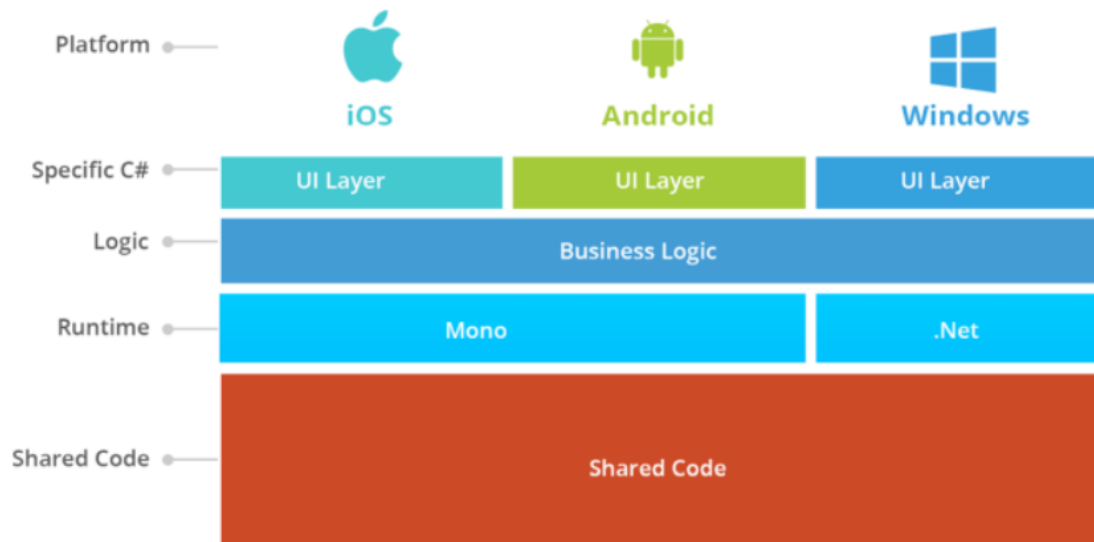 Platform
iOS Android Windows
Specific C# UI Layer UI Layer UI Layer
Logic Business Logic
Runtime Mono .Net
Shared Code Shared Code